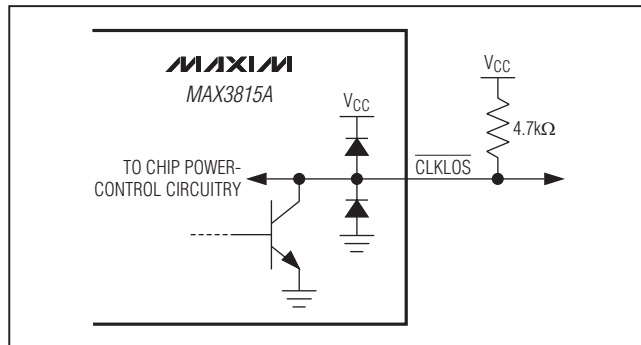 MAXIM
MAX3815A
VCC
VCC
4.7kΩ
TO CHIP POWER-
CONTROL CIRCUITRY
CLKLOS